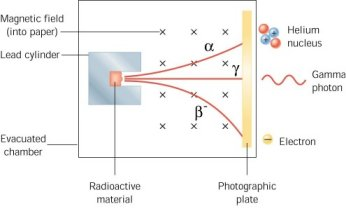 Magnetic field
(into paper)
Lead cylinder
Evacuated
chamber
α
γ
β⁻
Helium
nucleus
Gamma
photon
Electron
Radioactive
material
Photographic
plate